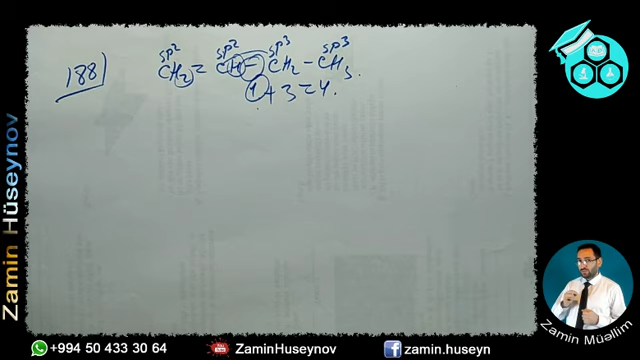 sp² sp² sp³ sp³
188) CH₂ = CH – CH₂ – CH₃.
1 + 3 = 4.
Zamin Hüseynov
Zamin Müəllim
+994 50 433 30 64 ZaminHuseynov zamin.huseyn